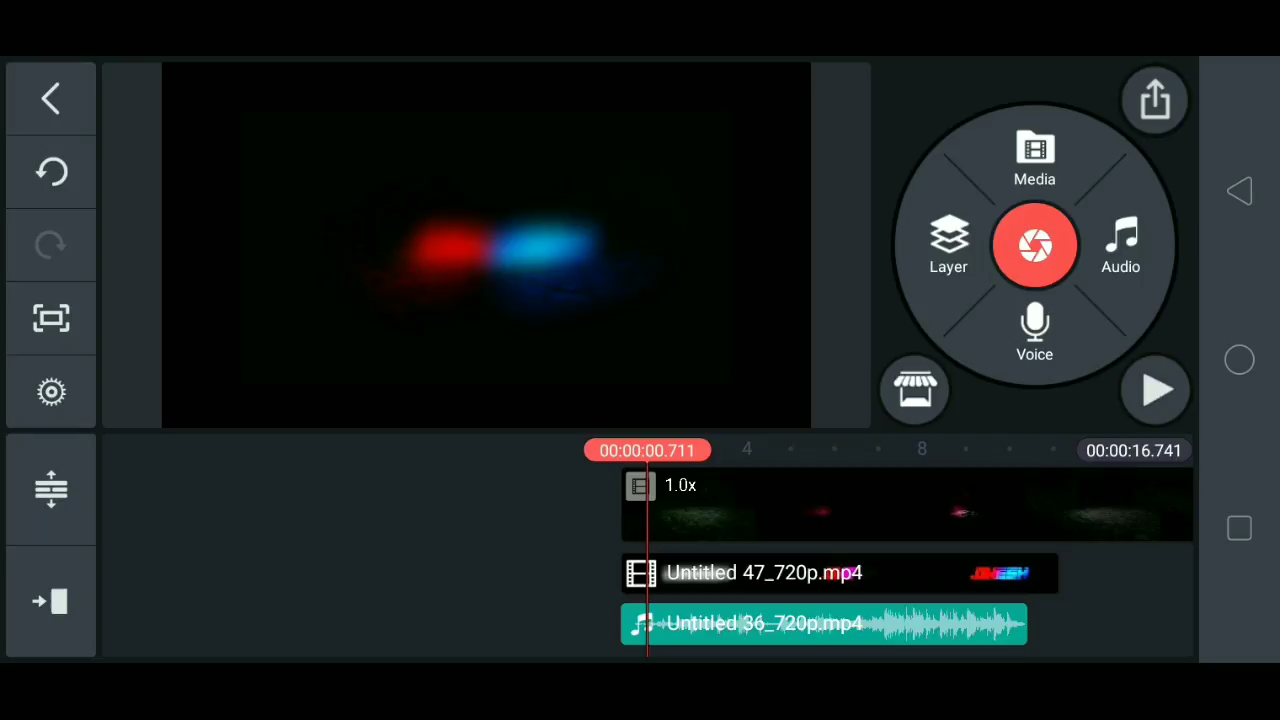 Media
Layer
Audio
Voice
00:00:00.711
4
8
00:00:16.741
1.0x
Untitled 47_720p.mp4
Untitled 36_720p.mp4